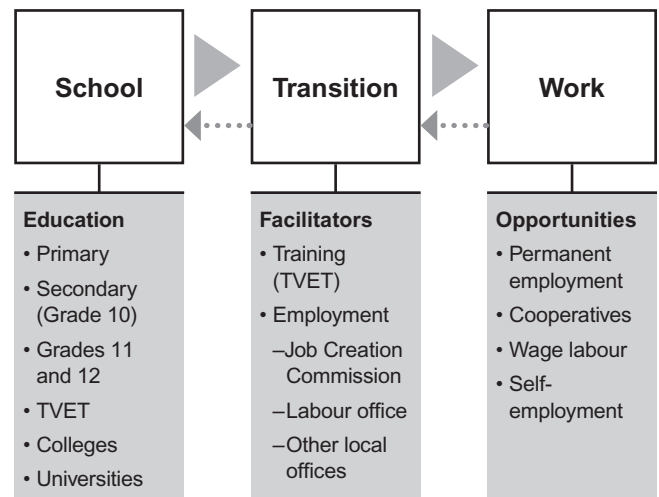 School
Transition
Work
Education
• Primary
• Secondary
(Grade 10)
• Grades 11
and 12
• TVET
• Colleges
• Universities
Facilitators
• Training
(TVET)
• Employment
–Job Creation
Commission
–Labour office
–Other local
offices
Opportunities
• Permanent
employment
• Cooperatives
• Wage labour
• Self-
employment